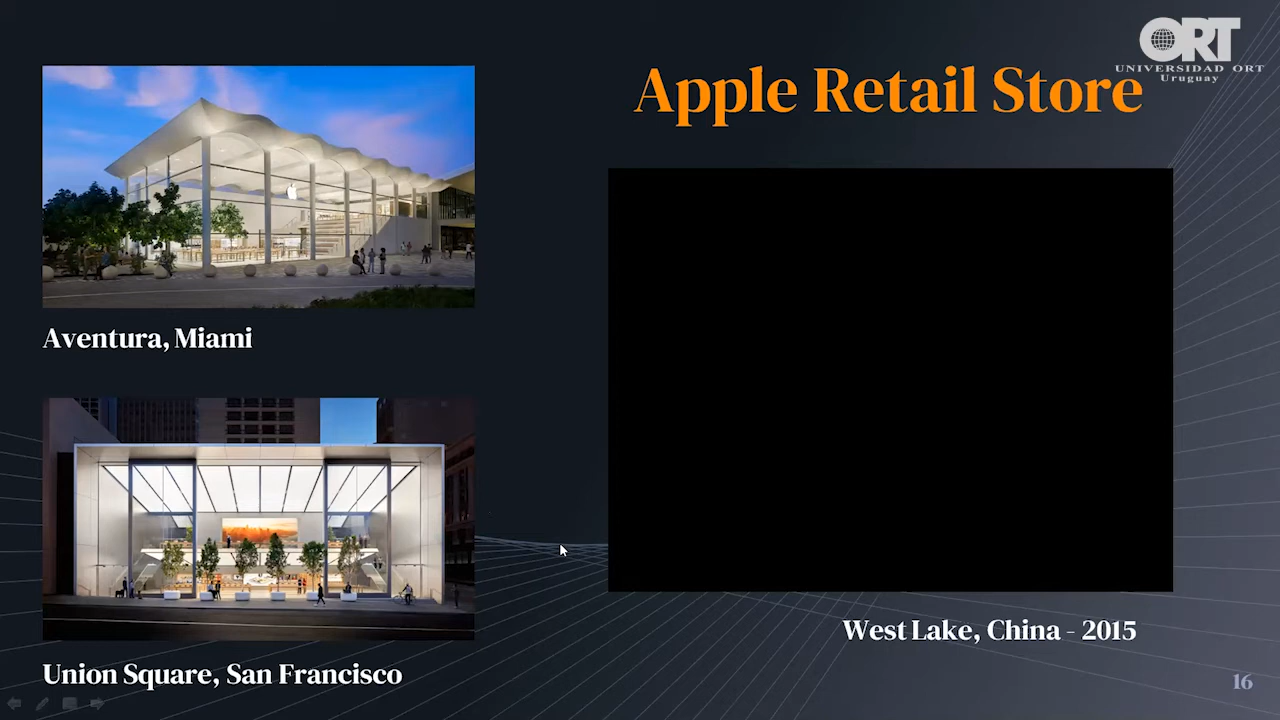 ORT
UNIVERSIDAD ORT
Uruguay
Apple Retail Store
Aventura, Miami
West Lake, China - 2015
Union Square, San Francisco
16